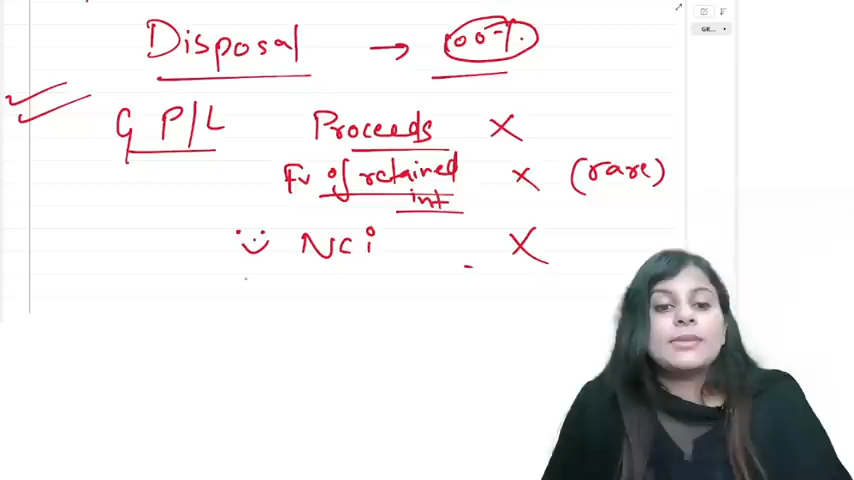 Disposal → 100%.
G P/L Proceeds X
Fv of retained int X (rare)
Nci X